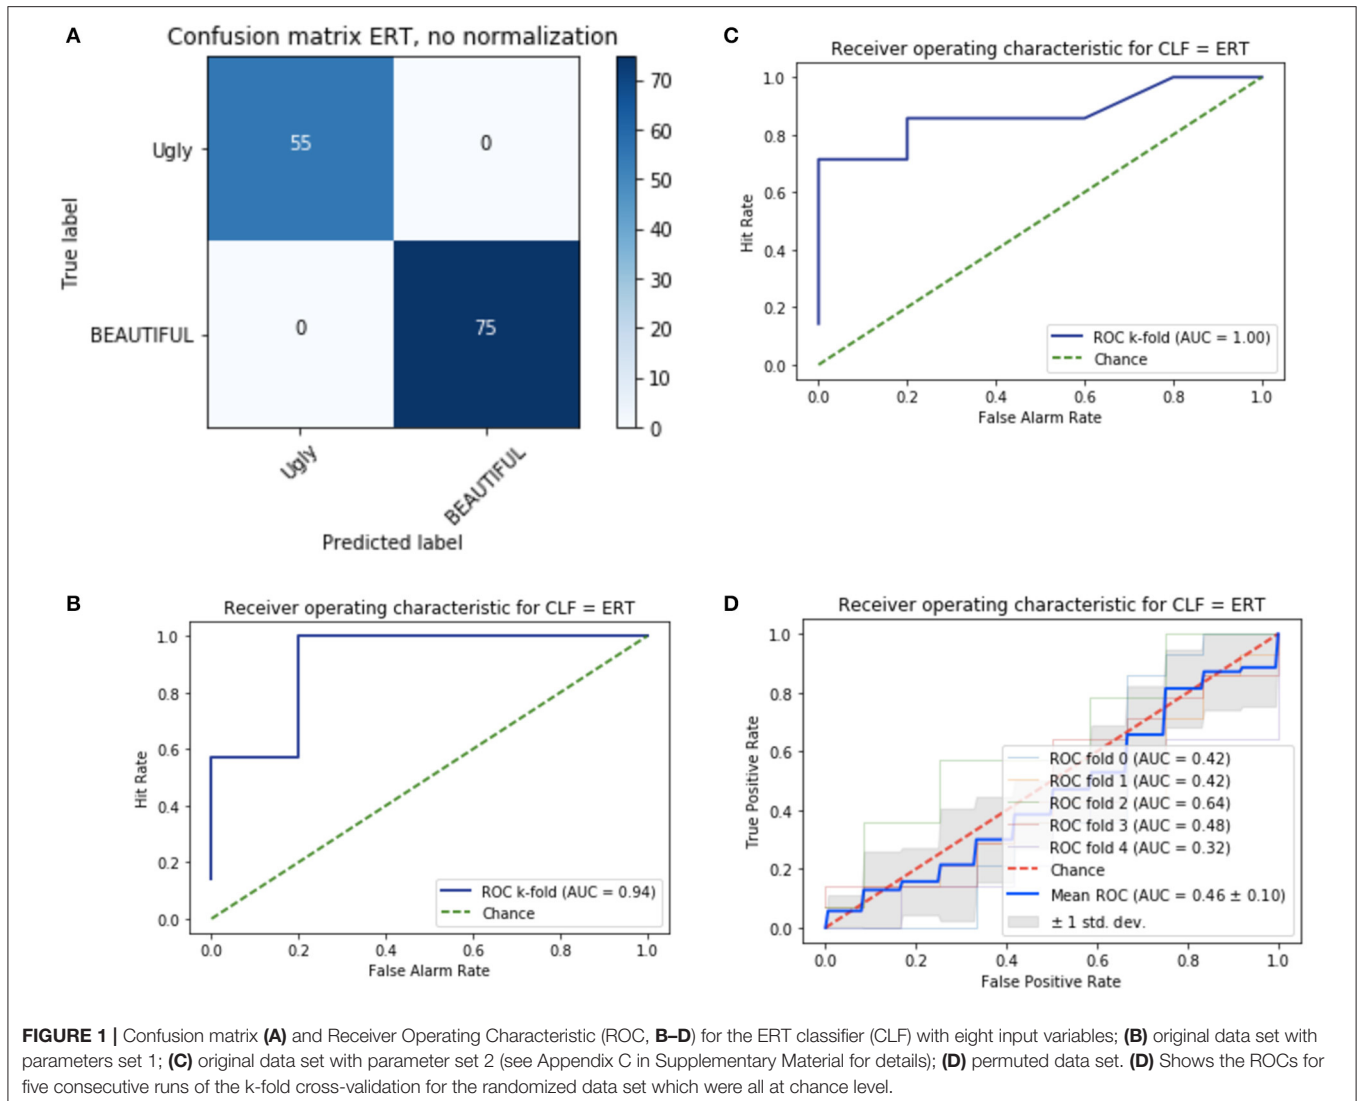 A
Confusion matrix ERT, no normalization
True label
Ugly
BEAUTIFUL
55
0
0
75
Ugly
BEAUTIFUL
Predicted label
70
60
50
40
30
20
10
0
C
Receiver operating characteristic for CLF = ERT
Hit Rate
1.0
0.8
0.6
0.4
0.2
0.0
ROC k-fold (AUC = 1.00)
Chance
0.0 0.2 0.4 0.6 0.8 1.0
False Alarm Rate
B
Receiver operating characteristic for CLF = ERT
Hit Rate
1.0
0.8
0.6
0.4
0.2
0.0
ROC k-fold (AUC = 0.94)
Chance
0.0 0.2 0.4 0.6 0.8 1.0
False Alarm Rate
D
Receiver operating characteristic for CLF = ERT
True Positive Rate
1.0
0.8
0.6
0.4
0.2
0.0
ROC fold 0 (AUC = 0.42)
ROC fold 1 (AUC = 0.42)
ROC fold 2 (AUC = 0.64)
ROC fold 3 (AUC = 0.48)
ROC fold 4 (AUC = 0.32)
Chance
Mean ROC (AUC = 0.46 ± 0.10)
± 1 std. dev.
0.0 0.2 0.4 0.6 0.8 1.0
False Positive Rate
FIGURE 1 | Confusion matrix (A) and Receiver Operating Characteristic (ROC, B–D) for the ERT classifier (CLF) with eight input variables; (B) original data set with
parameters set 1; (C) original data set with parameter set 2 (see Appendix C in Supplementary Material for details); (D) permuted data set. (D) Shows the ROCs for
five consecutive runs of the k-fold cross-validation for the randomized data set which were all at chance level.